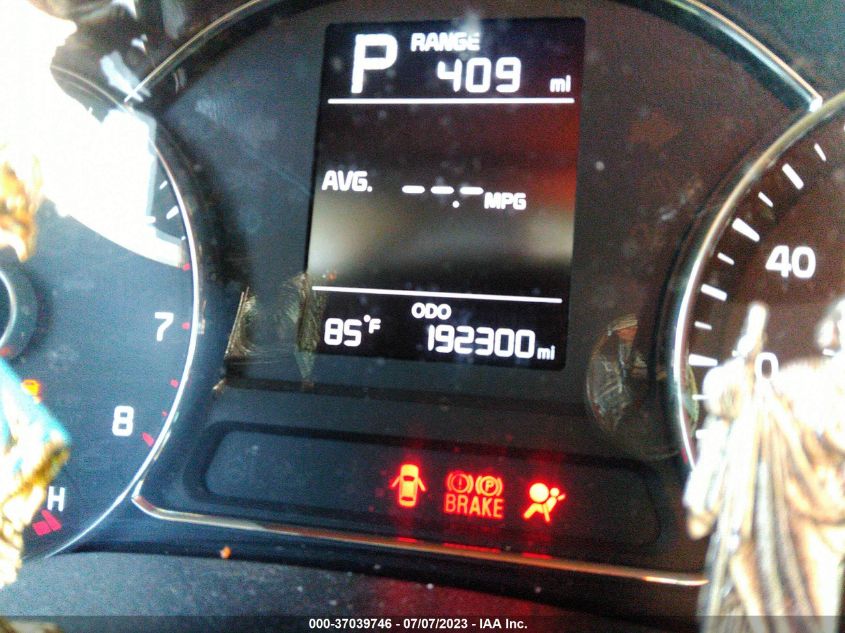 P RANGE
409 mi
AVG. --.- MPG
40
7
85°F ODO 192300 mi
8
H
BRAKE
000-37039746 - 07/07/2023 - IAA Inc.